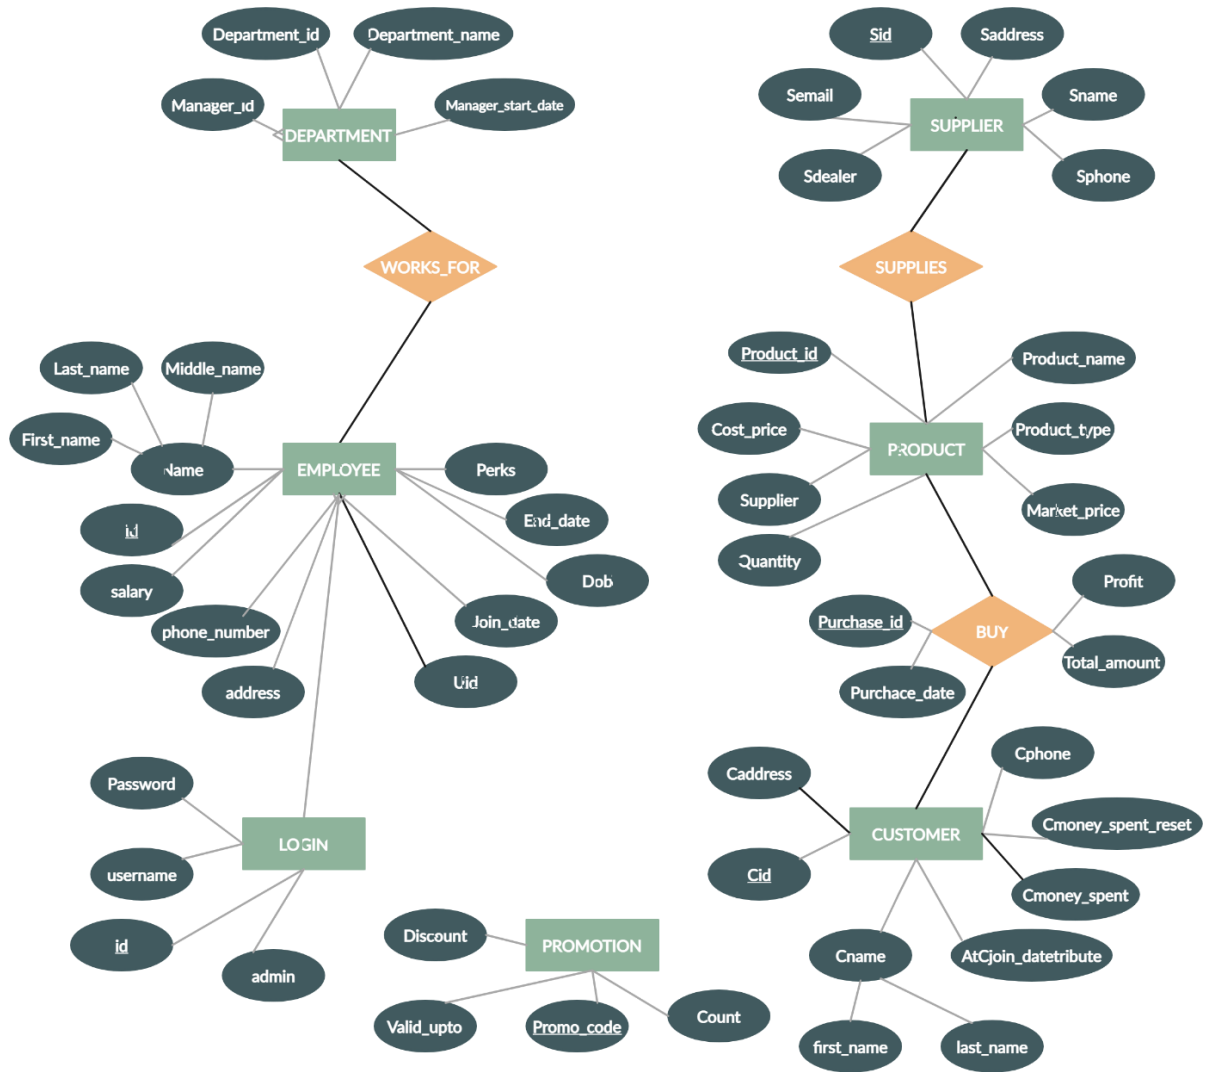 Department_id
Department_name
Manager_id
Manager_start_date
DEPARTMENT
WORKS_FOR
Last_name
Middle_name
First_name
Name
EMPLOYEE
Perks
End_date
id
Dob
salary
phone_number
Join_date
address
Uid
Password
LOGIN
username
id
admin
Discount
PROMOTION
Valid_upto
Promo_code
Count
Sid
Saddress
Semail
Sname
SUPPLIER
Sdealer
Sphone
SUPPLIES
Product_id
Product_name
Cost_price
Product_type
PRODUCT
Supplier
Market_price
Quantity
Profit
Purchase_id
BUY
Total_amount
Purchace_date
Cphone
Caddress
Cmoney_spent_reset
CUSTOMER
Cid
Cmoney_spent
Cname
AtCjoin_datetribute
first_name
last_name